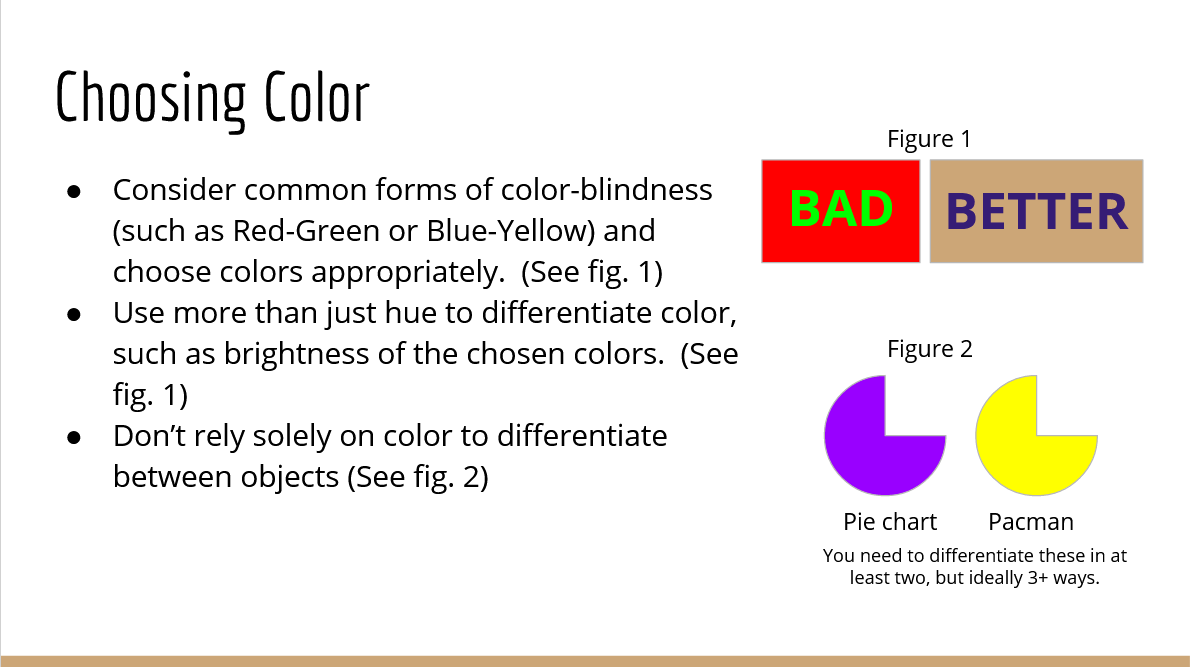 Choosing Color
● Consider common forms of color-blindness
(such as Red-Green or Blue-Yellow) and
choose colors appropriately.  (See fig. 1)
● Use more than just hue to differentiate color,
such as brightness of the chosen colors.  (See
fig. 1)
● Don’t rely solely on color to differentiate
between objects (See fig. 2)
Figure 1
BAD
BETTER
Figure 2
Pie chart
Pacman
You need to differentiate these in at
least two, but ideally 3+ ways.